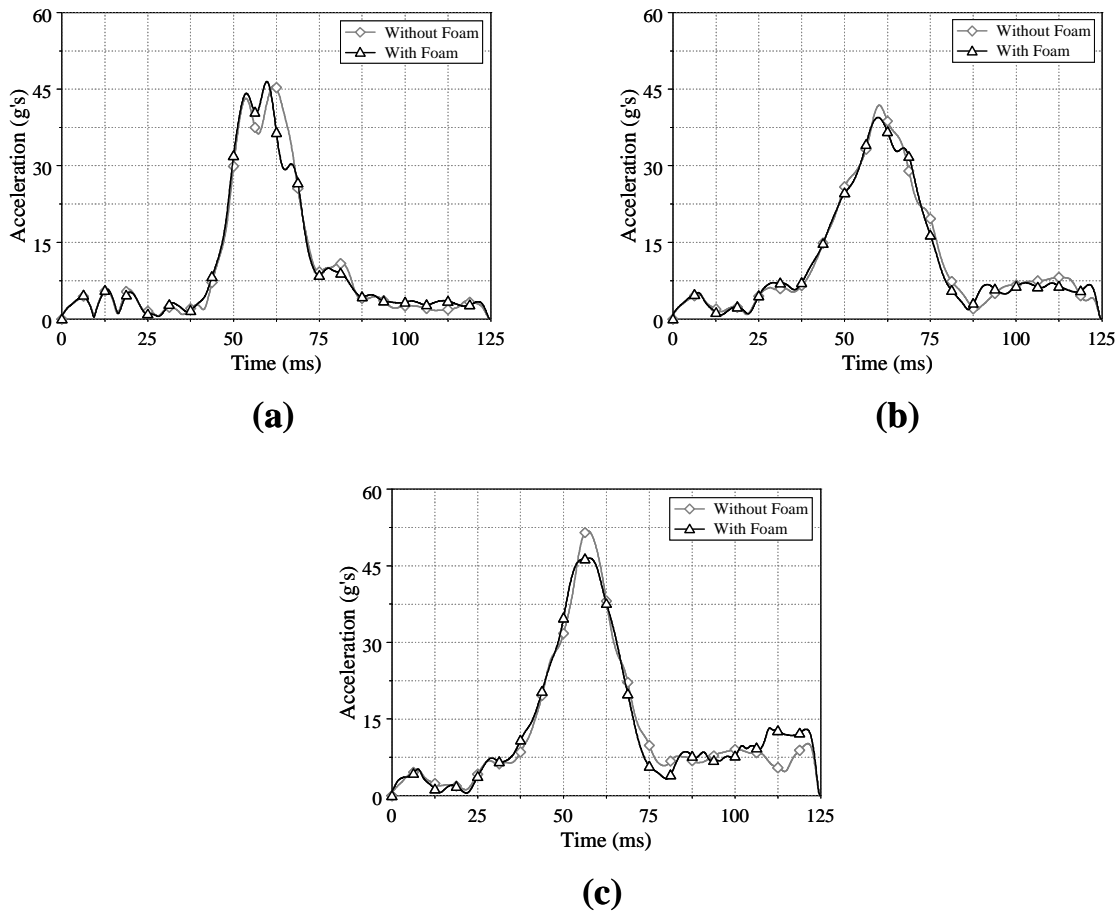 60
45
30
15
0
Acceleration (g's)
Without Foam
With Foam
0 25 50 75 100 125
Time (ms)
(a)
60
45
30
15
0
Acceleration (g's)
Without Foam
With Foam
0 25 50 75 100 125
Time (ms)
(b)
60
45
30
15
0
Acceleration (g's)
Without Foam
With Foam
0 25 50 75 100 125
Time (ms)
(c)